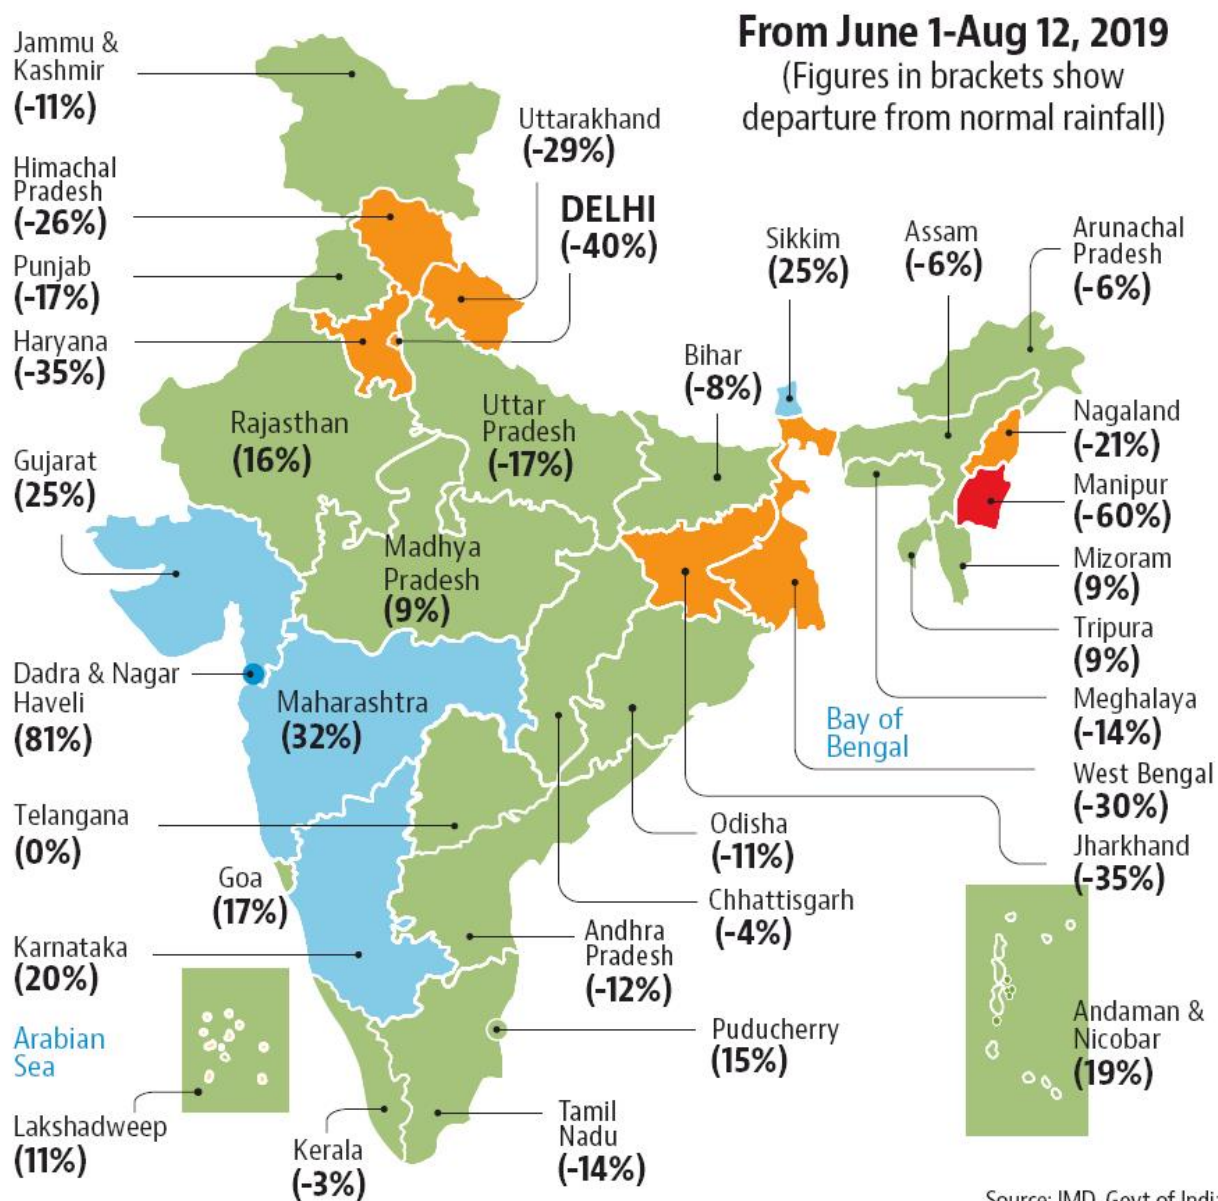 From June 1-Aug 12, 2019
(Figures in brackets show
departure from normal rainfall)
Jammu &
Kashmir
(-11%)
Himachal
Pradesh
(-26%)
Punjab
(-17%)
Haryana
(-35%)
Uttarakhand
(-29%)
DELHI
(-40%)
Sikkim
(25%)
Assam
(-6%)
Arunachal
Pradesh
(-6%)
Bihar
(-8%)
Rajasthan
(16%)
Uttar
Pradesh
(-17%)
Nagaland
(-21%)
Gujarat
(25%)
Manipur
(-60%)
Madhya
Pradesh
(9%)
Mizoram
(9%)
Tripura
(9%)
Dadra & Nagar
Haveli
(81%)
Maharashtra
(32%)
Meghalaya
(-14%)
Bay of
Bengal
West Bengal
(-30%)
Telangana
(0%)
Odisha
(-11%)
Jharkhand
(-35%)
Goa
(17%)
Chhattisgarh
(-4%)
Karnataka
(20%)
Andhra
Pradesh
(-12%)
Arabian
Sea
Puducherry
(15%)
Andaman &
Nicobar
(19%)
Lakshadweep
(11%)
Kerala
(-3%)
Tamil
Nadu
(-14%)
Source: IMD, Govt of Indi